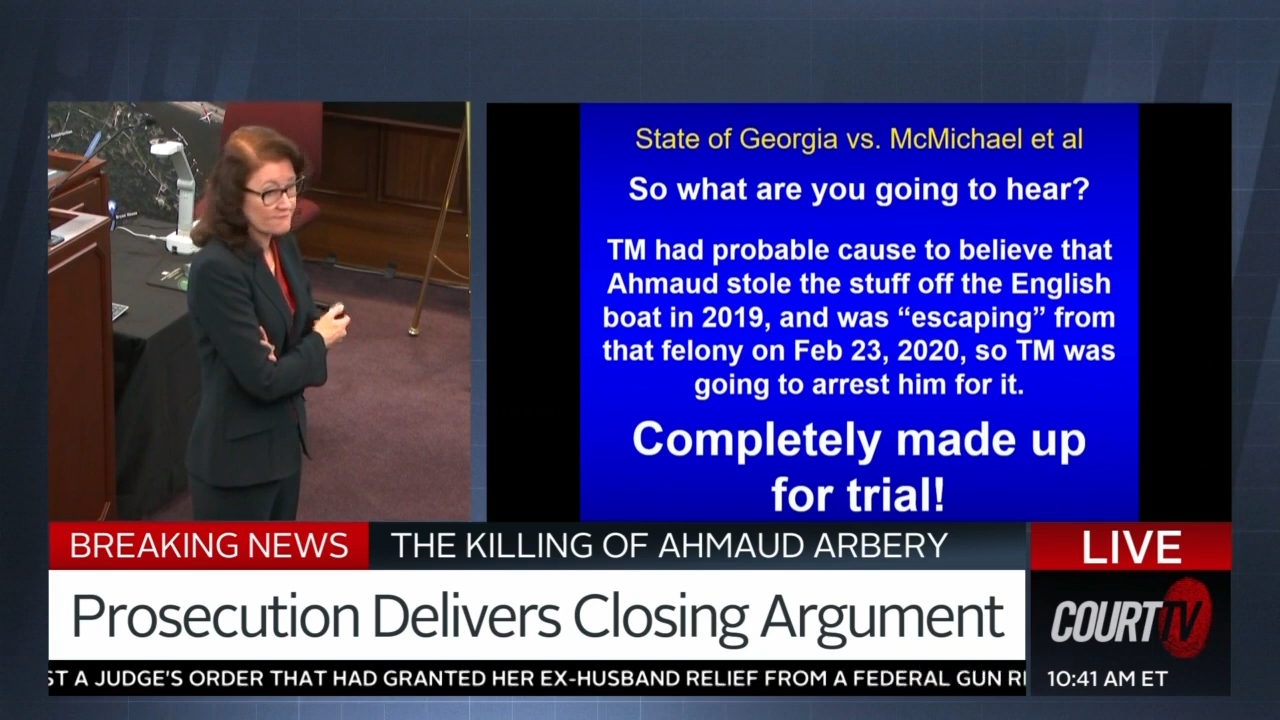 State of Georgia vs. McMichael et al
So what are you going to hear?
TM had probable cause to believe that
Ahmaud stole the stuff off the English
boat in 2019, and was “escaping” from
that felony on Feb 23, 2020, so TM was
going to arrest him for it.
Completely made up
for trial!
BREAKING NEWS
THE KILLING OF AHMAUD ARBERY
LIVE
Prosecution Delivers Closing Argument
COURT TV
ST A JUDGE'S ORDER THAT HAD GRANTED HER EX-HUSBAND RELIEF FROM A FEDERAL GUN RI
10:41 AM ET